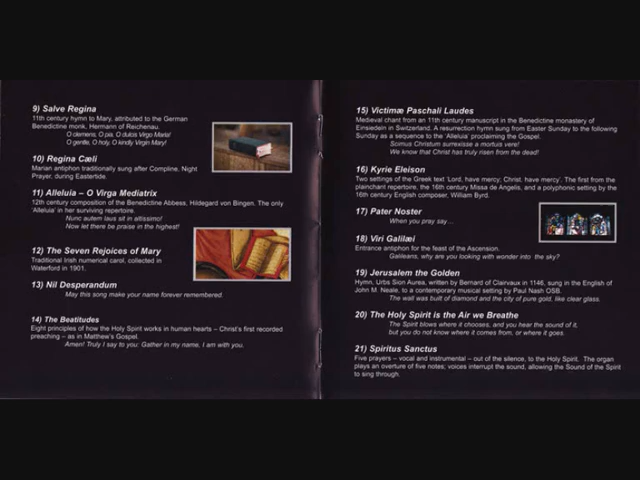 9) Salve Regina
11th century hymn to Mary, attributed to the German
Benedictine monk, Hermann of Reichenau.
O clemens, O pia, O dulcis Virgo Maria!
O gentle, O holy, O kindly Virgin Mary!
10) Regina Cæli
Marian antiphon traditionally sung after Compline, Night
Prayer, during Eastertide.
11) Alleluia – O Virga Mediatrix
12th century composition of the Benedictine Abbess, Hildegard von Bingen. The only
'Alleluia' in her surviving repertoire.
Nunc autem laus sit in altissimo!
Now let there be praise in the highest!
12) The Seven Rejoices of Mary
Traditional Irish numerical carol, collected in
Waterford in 1901.
13) Nil Desperandum
May this song make your name forever remembered.
14) The Beatitudes
Eight principles of how the Holy Spirit works in human hearts – Christ's first recorded
preaching – as in Matthew's Gospel.
Amen! Truly I say to you: Gather in my name, I am with you.
15) Victimæ Paschali Laudes
Medieval chant from an 11th century manuscript in the Benedictine monastery of
Ensiedeln in Switzerland. A resurrection hymn sung from Easter Sunday to the following
Sunday as a sequence to the 'Alleluia' proclaiming the Gospel.
Scimus Christum surrexisse a mortuis vere!
We know that Christ has truly risen from the dead!
16) Kyrie Eleison
Two settings of the Greek text 'Lord, have mercy; Christ, have mercy'. The first from the
plainchant repertoire, the 16th century Missa de Angelis, and a polyphonic setting by the
16th century English composer, William Byrd.
17) Pater Noster
When you pray say...
18) Viri Galilæi
Entrance antiphon for the feast of the Ascension.
Galileans, why are you looking with wonder into the sky?
19) Jerusalem the Golden
Hymn, Urbs Sion Aurea, written by Bernard of Clairvaux in 1146, sung in the English of
John M. Neale, to a contemporary musical setting by Paul Nash OSB.
The wall was built of diamond and the city of pure gold, like clear glass.
20) The Holy Spirit is the Air we Breathe
The Spirit blows where it chooses, and you hear the sound of it,
but you do not know where it comes from, or where it goes.
21) Spiritus Sanctus
Five prayers – vocal and instrumental – out of the silence, to the Holy Spirit. The organ
plays an overture of five notes; voices interrupt the sound, allowing the Sound of the Spirit
to sing through.